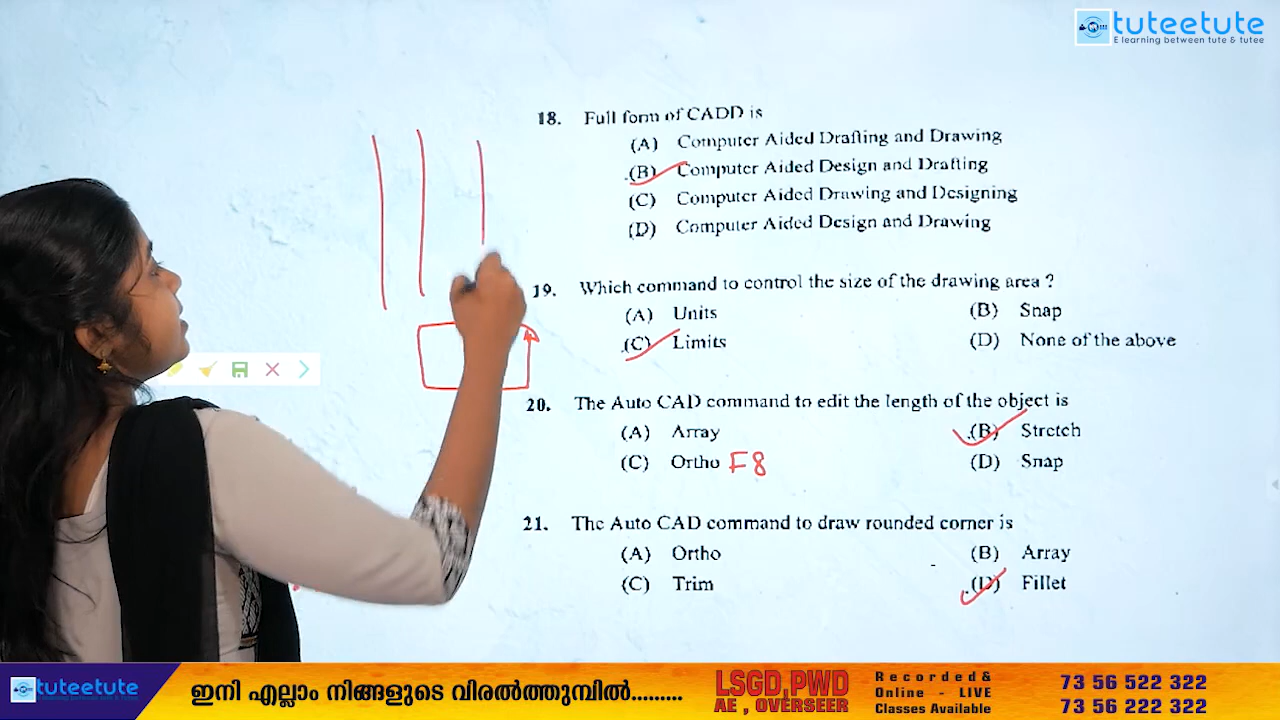 tuteetute
E learning between tute & tutee
18. Full form of CADD is
(A) Computer Aided Drafting and Drawing
(B) Computer Aided Design and Drafting
(C) Computer Aided Drawing and Designing
(D) Computer Aided Design and Drawing
19. Which command to control the size of the drawing area ?
(A) Units (B) Snap
(C) Limits (D) None of the above
20. The Auto CAD command to edit the length of the object is
(A) Array (B) Stretch
(C) Ortho F8 (D) Snap
21. The Auto CAD command to draw rounded corner is
(A) Ortho (B) Array
(C) Trim (D) Fillet
tuteetute
ഇനി എല്ലാം നിങ്ങളുടെ വിരൽത്തുമ്പിൽ.........
LSGD,PWD
AE , OVERSEER
Recorded &
Online - LIVE
Classes Available
73 56 522 322
73 56 222 322